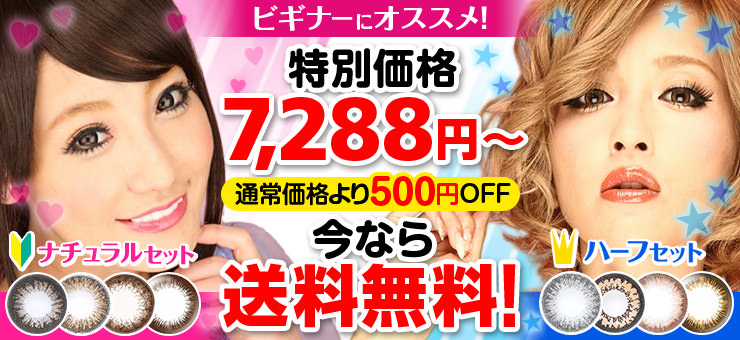 ビギナーにオススメ!
特別価格
7,288円～
通常価格より500円OFF
今なら
送料無料!
ナチュラルセット
ハーフセット